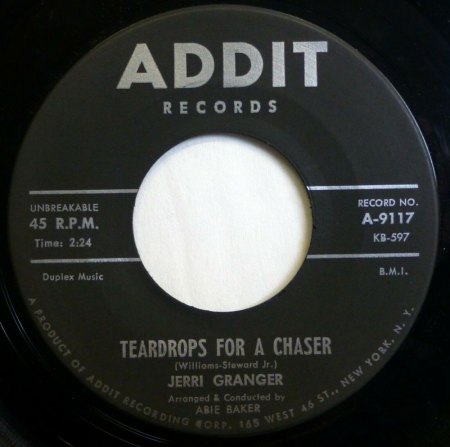 ADDIT
RECORDS
UNBREAKABLE
45 R.P.M.
Time: 2:24
RECORD NO.
A-9117
KB-597
Duplex Music
B.M.I.
TEARDROPS FOR A CHASER
(Williams-Steward Jr.)
JERRI GRANGER
Arranged & Conducted by
ABIE BAKER
A PRODUCT OF ADDIT RECORDING CORP. 165 WEST 46 ST., NEW YORK, N. Y.